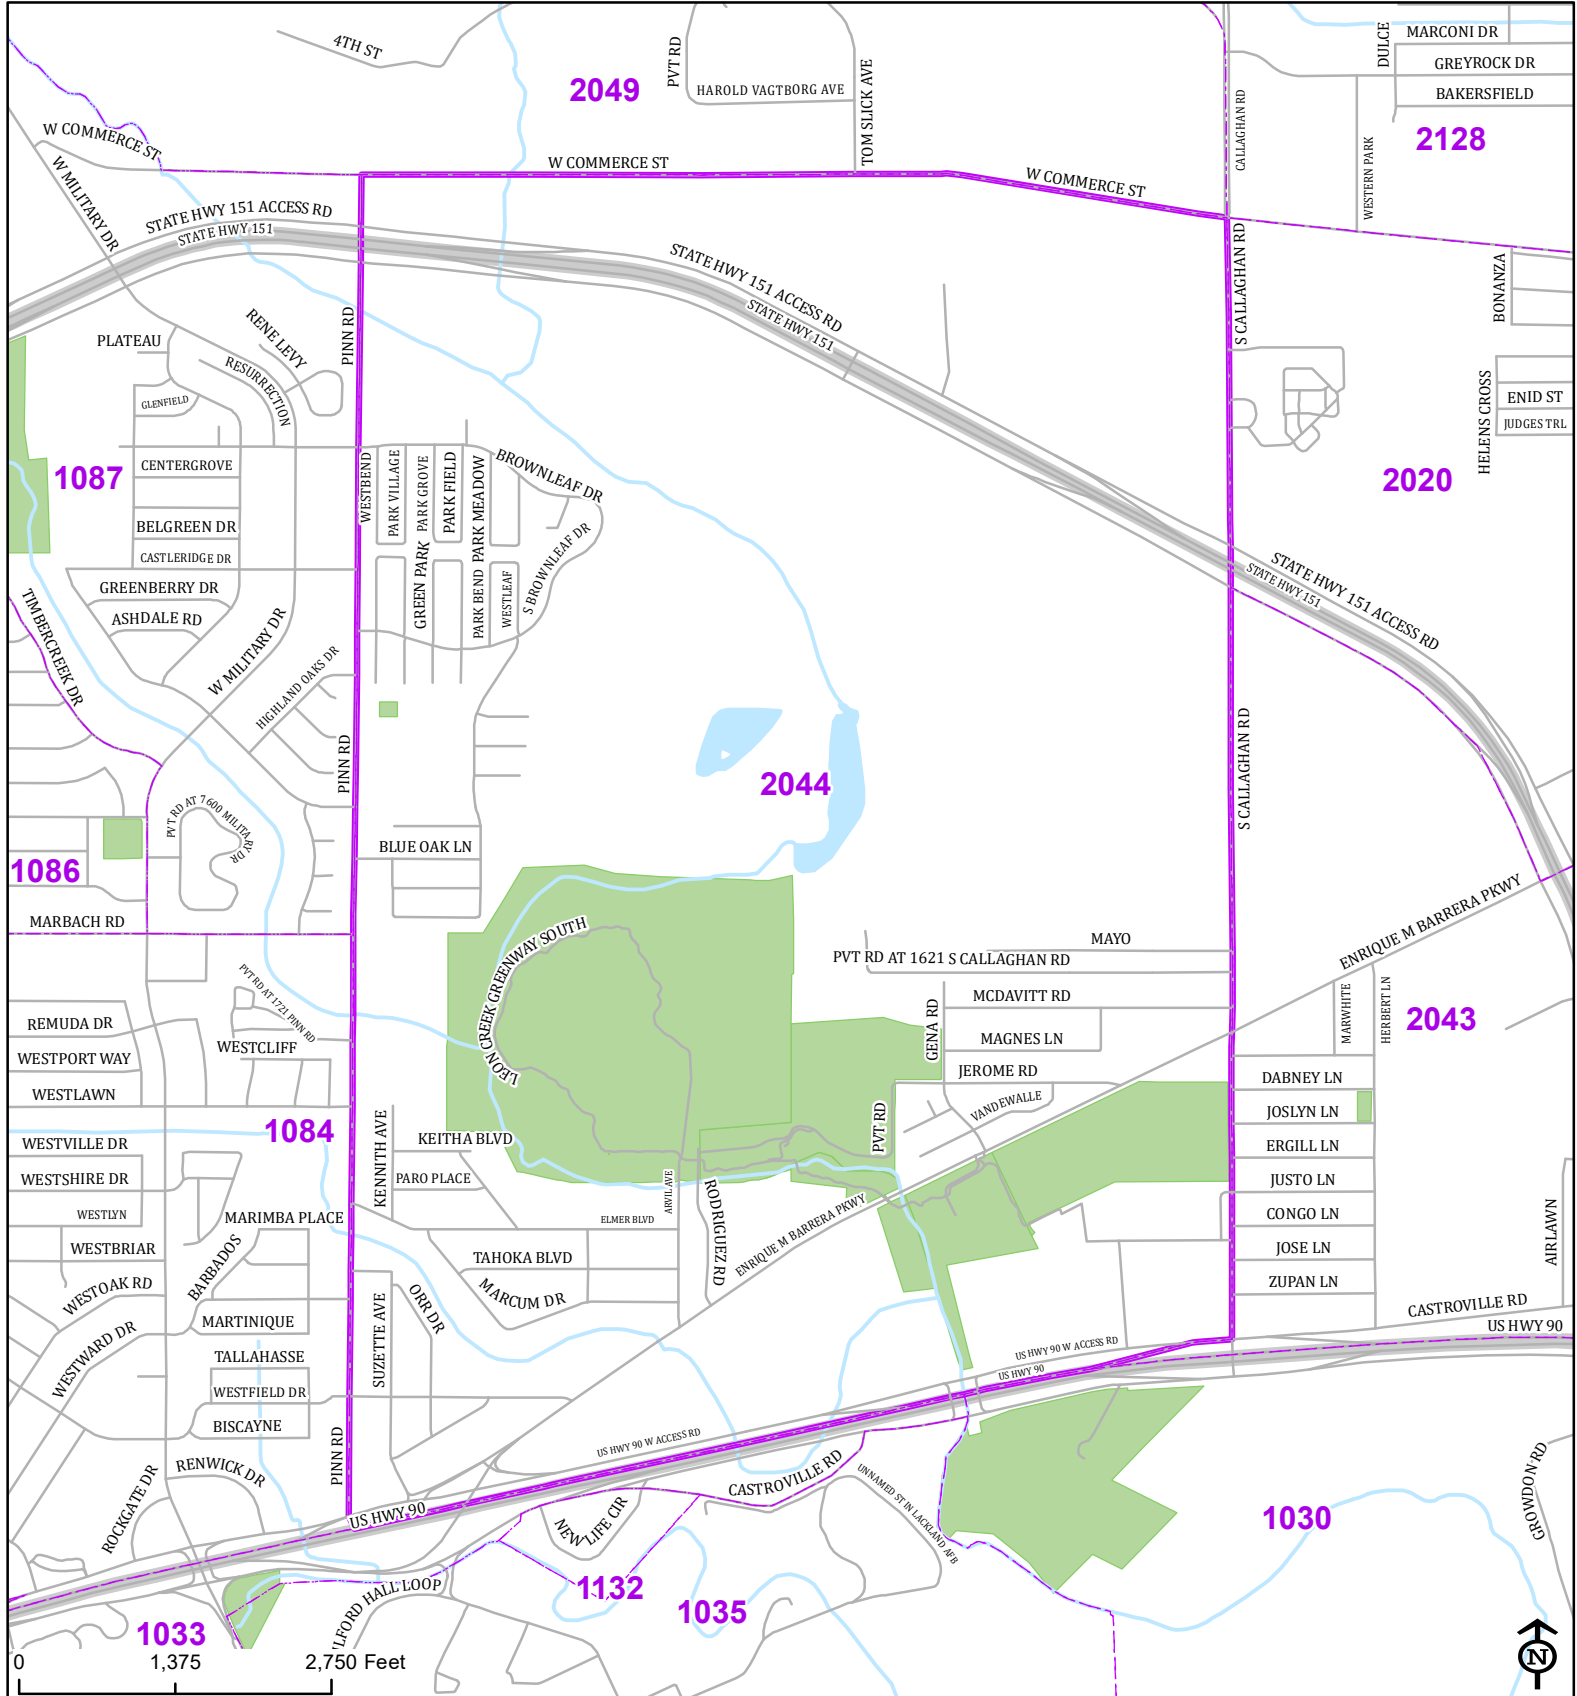 4TH ST
2049
PVT RD
HAROLD VAGTBORG AVE
TOM SLICK AVE
CALLAGHAN RD
DULCE
MARCONI DR
GREYROCK DR
BAKERSFIELD
2128
WESTERN PARK
W COMMERCE ST
W COMMERCE ST
W COMMERCE ST
W MILITARY DR
STATE HWY 151 ACCESS RD
STATE HWY 151
STATE HWY 151 ACCESS RD
STATE HWY 151
S CALLAGHAN RD
BONANZA
PLATEAU
RENE LEVY
RESURRECTION
PINN RD
GLENFIELD
HELENS CROSS
ENID ST
JUDGES TRL
1087
CENTERGROVE
BELGREEN DR
CASTLERIDGE DR
GREENBERRY DR
ASHDALE RD
WESTBEND
PARK VILLAGE
PARK GROVE
GREEN PARK
PARK FIELD
PARK MEADOW
PARK BEND
BROWNLEAF DR
S BROWNLEAF DR
WESTLEAF
2020
STATE HWY 151 ACCESS RD
STATE HWY 151
TIMBERCREEK DR
W MILITARY DR
HIGHLAND OAKS DR
PINN RD
2044
S CALLAGHAN RD
PVT RD AT 7600 MILITARY DR
BLUE OAK LN
1086
MARBACH RD
ENRIQUE M BARRERA PKWY
LEON CREEK GREENWAY SOUTH
MAYO
PVT RD AT 1621 S CALLAGHAN RD
PVT RD AT 1721 PINN RD
MCDAVITT RD
GENA RD
MAGNES LN
MARWHITE
HERBERT LN
2043
REMUDA DR
WESTPORT WAY
WESTCLIFF
WESTLAWN
JEROME RD
DABNEY LN
1084
VANDEWALLE
JOSLYN LN
WESTVILLE DR
KENNITH AVE
KEITHA BLVD
PVT RD
ERGILL LN
WESTSHIRE DR
PARO PLACE
ARVIL AVE
RODRIGUEZ RD
JUSTO LN
WESTLYN
MARIMBA PLACE
ELMER BLVD
ENRIQUE M BARRERA PKWY
CONGO LN
WESTBRIAR
BARBADOS
TAHOKA BLVD
JOSE LN
AIRLAWN
WESTOAK RD
MARCUM DR
ZUPAN LN
MARTINIQUE
SUZETTE AVE
ORR DR
CASTROVILLE RD
US HWY 90
WESTWARD DR
TALLAHASSE
US HWY 90 W ACCESS RD
US HWY 90
WESTFIELD DR
BISCAYNE
PINN RD
US HWY 90 W ACCESS RD
RENWICK DR
ROCKGATE DR
CASTROVILLE RD
UNNAMED ST IN LACKLAND AFB
GROWDON RD
US HWY 90
NEW LIFE CIR
1030
1132
1035
ILFORD HALL LOOP
1033
0
1,375
2,750 Feet
N